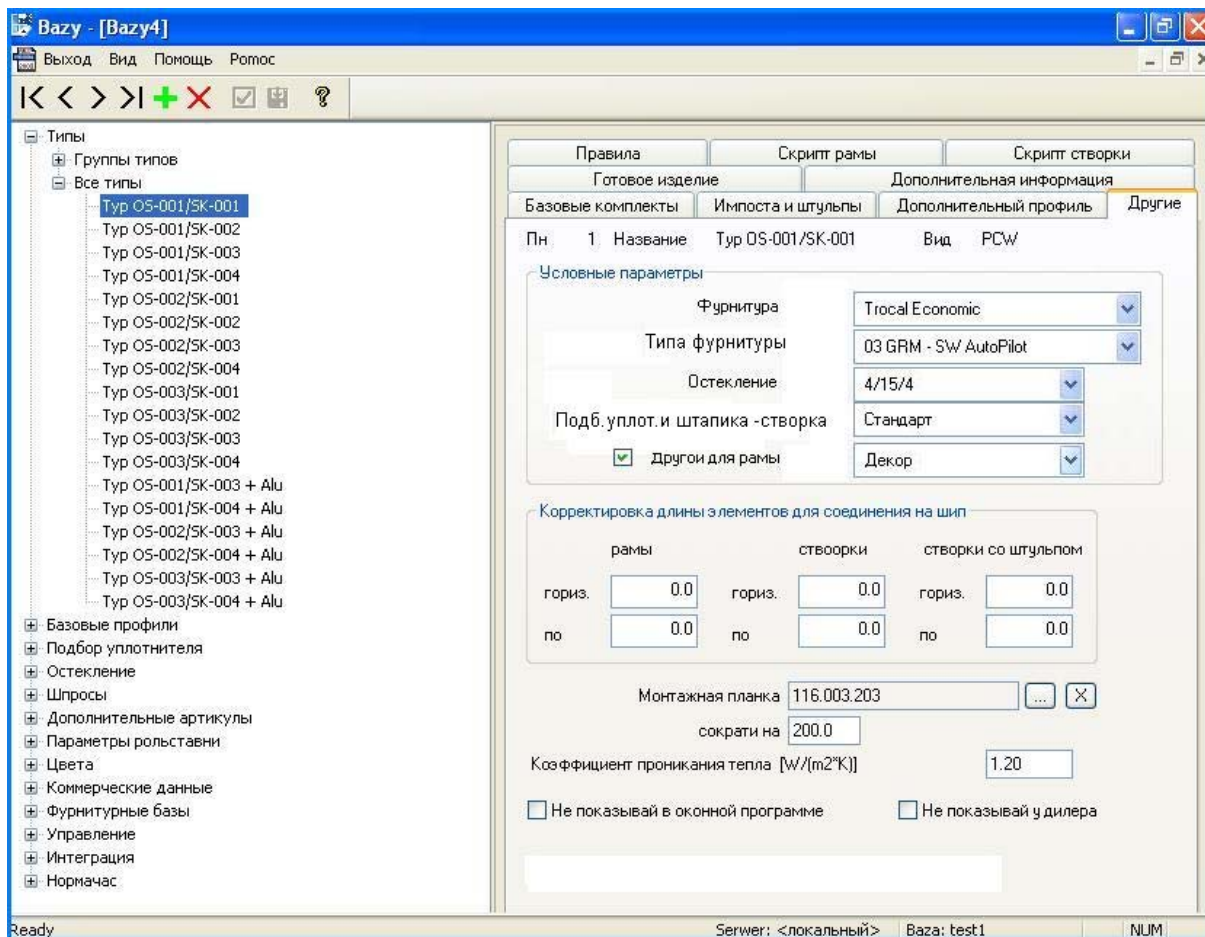 Bazy - [Bazy4]
Выход Вид Помощь Pomoc
Типы
Группы типов
Все типы
Typ OS-001/SK-001
Typ OS-001/SK-002
Typ OS-001/SK-003
Typ OS-001/SK-004
Typ OS-002/SK-001
Typ OS-002/SK-002
Typ OS-002/SK-003
Typ OS-002/SK-004
Typ OS-003/SK-001
Typ OS-003/SK-002
Typ OS-003/SK-003
Typ OS-003/SK-004
Typ OS-001/SK-003 + Alu
Typ OS-001/SK-004 + Alu
Typ OS-002/SK-003 + Alu
Typ OS-002/SK-004 + Alu
Typ OS-003/SK-003 + Alu
Typ OS-003/SK-004 + Alu
Базовые профили
Подбор уплотнителя
Остекление
Шпросы
Дополнительные артикулы
Параметры рольставни
Цвета
Коммерческие данные
Фурнитурные базы
Управление
Интеграция
Нормачас
Правила Скрипт рамы Скрипт створки
Готовое изделие Дополнительная информация
Базовые комплекты Импоста и штульпы Дополнительный профиль Другие
Пн 1 Название Typ OS-001/SK-001 Вид PCW
Условные параметры
Фурнитура Trocal Economic
Типа фурнитуры 03 GRM - SW AutoPilot
Остекление 4/15/4
Подб.уплот.и штапика -створка Стандарт
Другои для рамы Декор
Корректировка длины элементов для соединения на шип
рамы ствоорки створки со штульпом
гориз. 0.0 гориз. 0.0 гориз. 0.0
по 0.0 по 0.0 по 0.0
Монтажная планка 116.003.203 ... X
сократи на 200.0
Коэффициент проникания тепла [W/(m2*K)] 1.20
Не показывай в оконной программе Не показывай у дилера
Ready Serwer: <локальный> Baza: test1 NUM